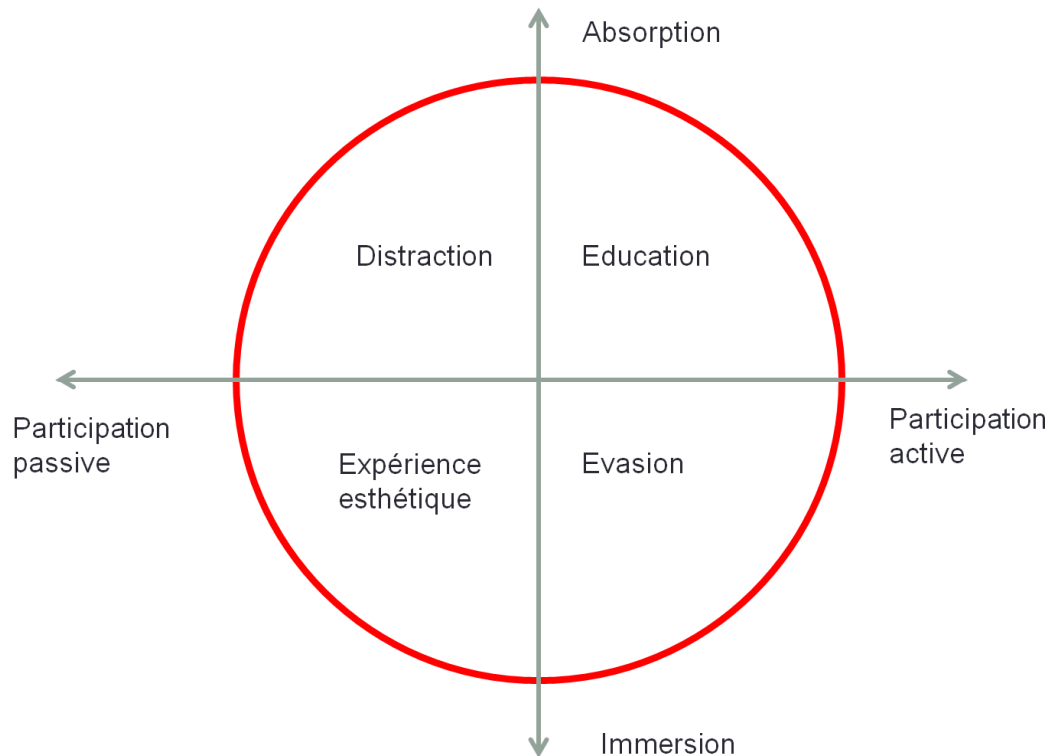 Absorption
Distraction
Education
Participation
passive
Participation
active
Expérience
esthétique
Evasion
Immersion